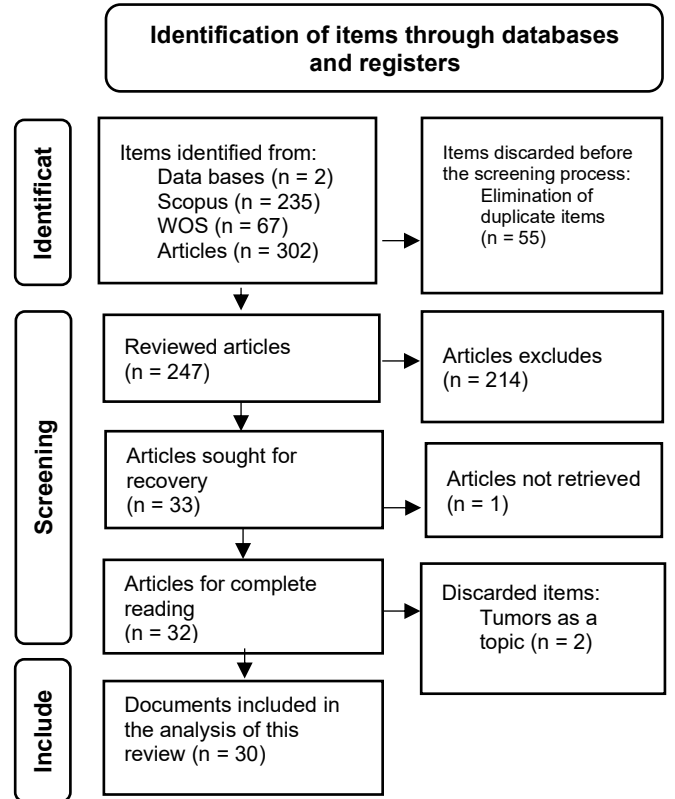 Identification of items through databases
and registers
Identificat
Items identified from:
Data bases (n = 2)
Scopus (n = 235)
WOS (n = 67)
Articles (n = 302)
Items discarded before
the screening process:
Elimination of
duplicate items
(n = 55)
Screening
Reviewed articles
(n = 247)
Articles excludes
(n = 214)
Articles sought for
recovery
(n = 33)
Articles not retrieved
(n = 1)
Articles for complete
reading
(n = 32)
Discarded items:
Tumors as a
topic (n = 2)
Include
Documents included in
the analysis of this
review (n = 30)